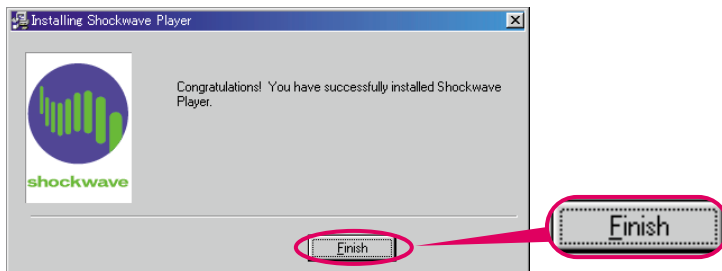 Installing Shockwave Player
Congratulations! You have successfully installed Shockwave
Player.
shockwave
Finish
Finish